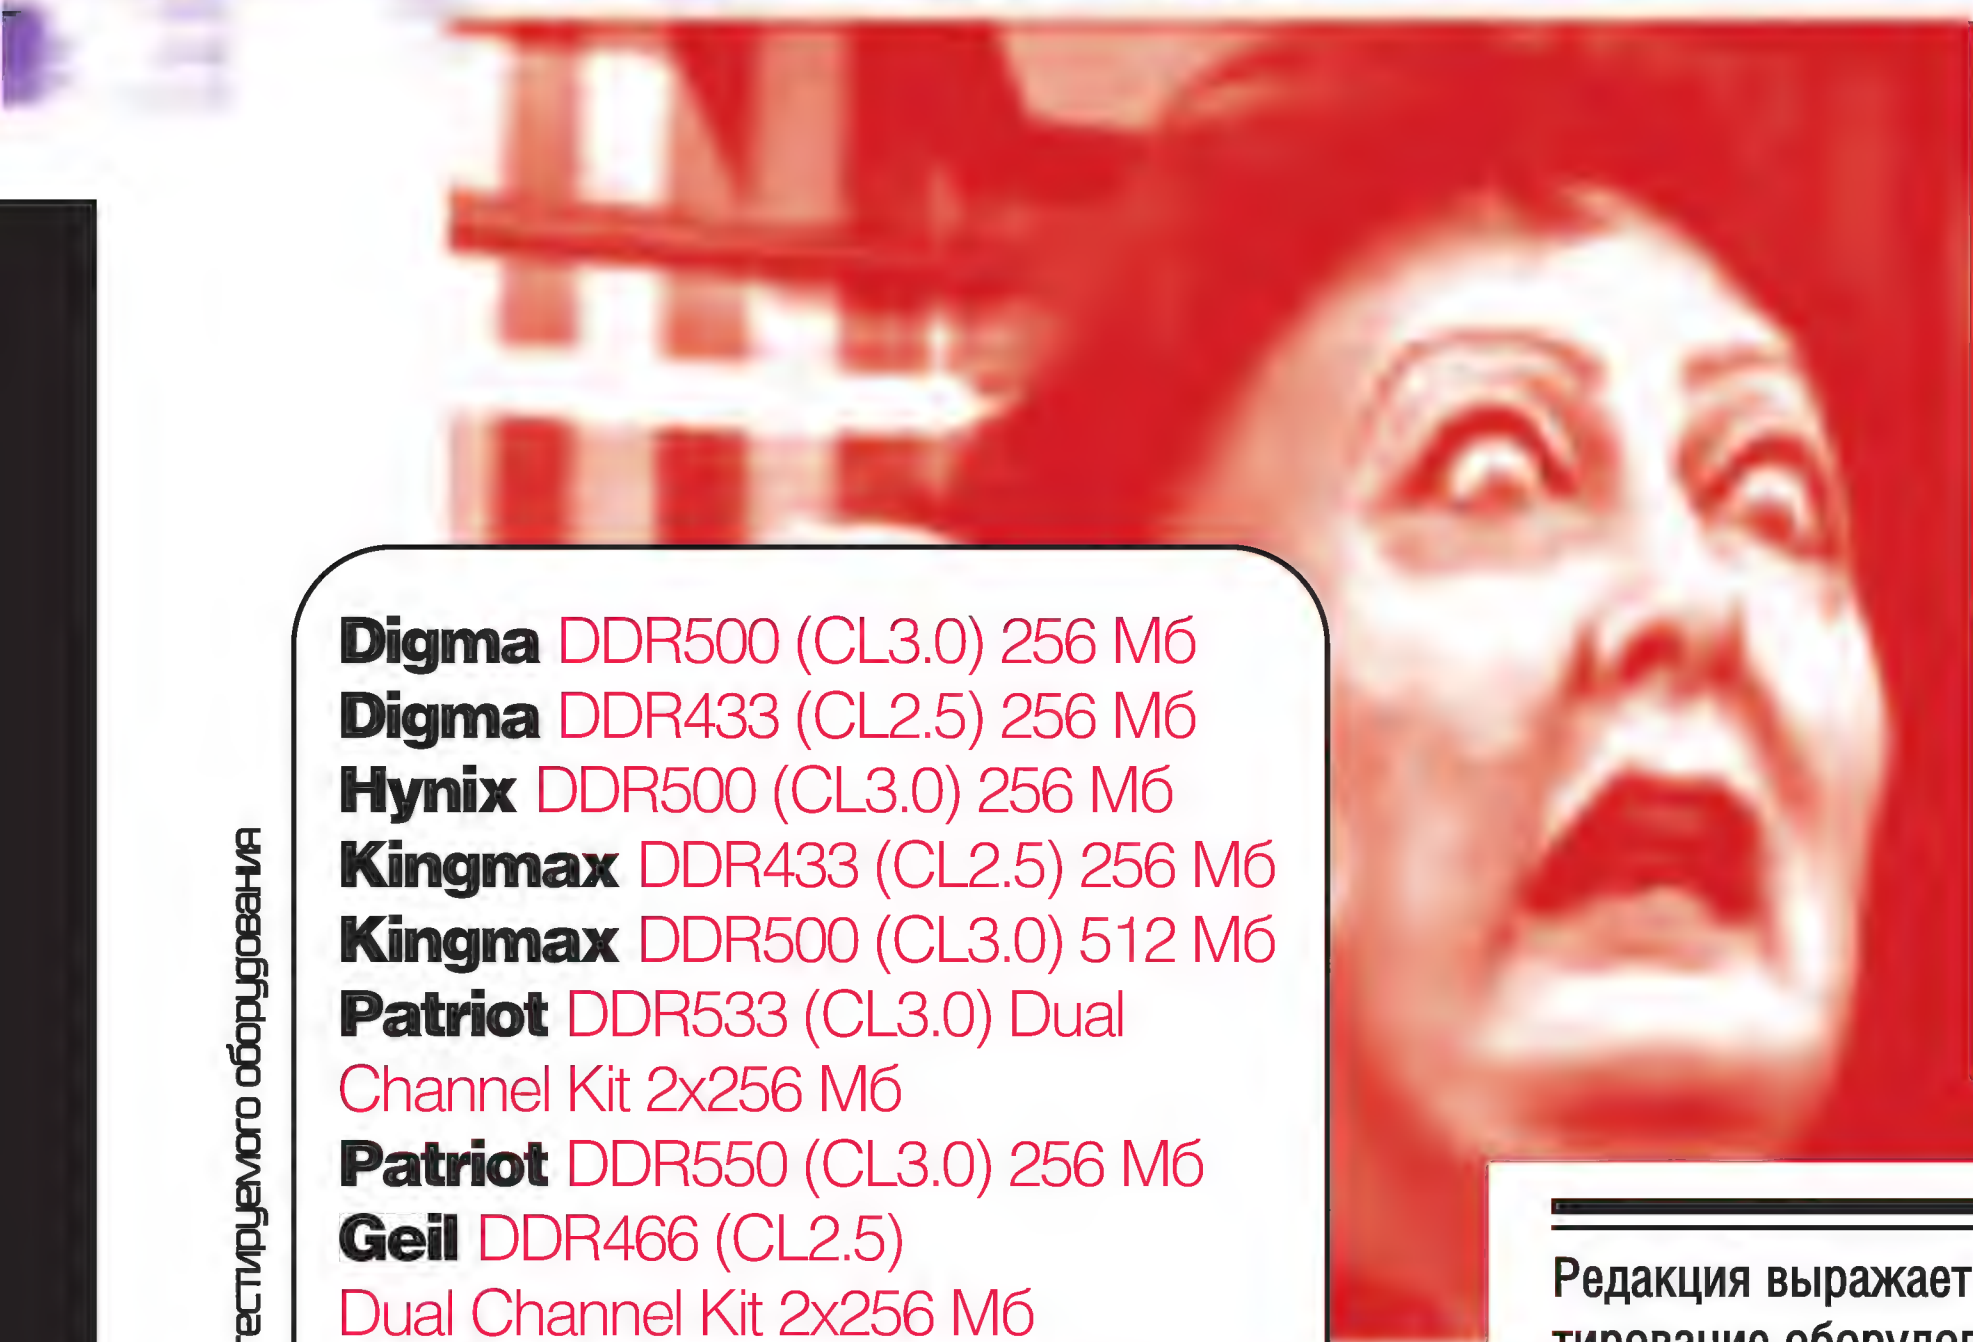 Digma DDR500 (CL3.0) 256 Мб
Digma DDR433 (CL2.5) 256 Мб
Hynix DDR500 (CL3.0) 256 Мб
Kingmax DDR433 (CL2.5) 256 Мб
Kingmax DDR500 (CL3.0) 512 Мб
Patriot DDR533 (CL3.0) Dual
Channel Kit 2x256 Мб
Patriot DDR550 (CL3.0) 256 Мб
Geil DDR466 (CL2.5)
Dual Channel Kit 2x256 Мб
тестируемого оборудования
Редакция выражает